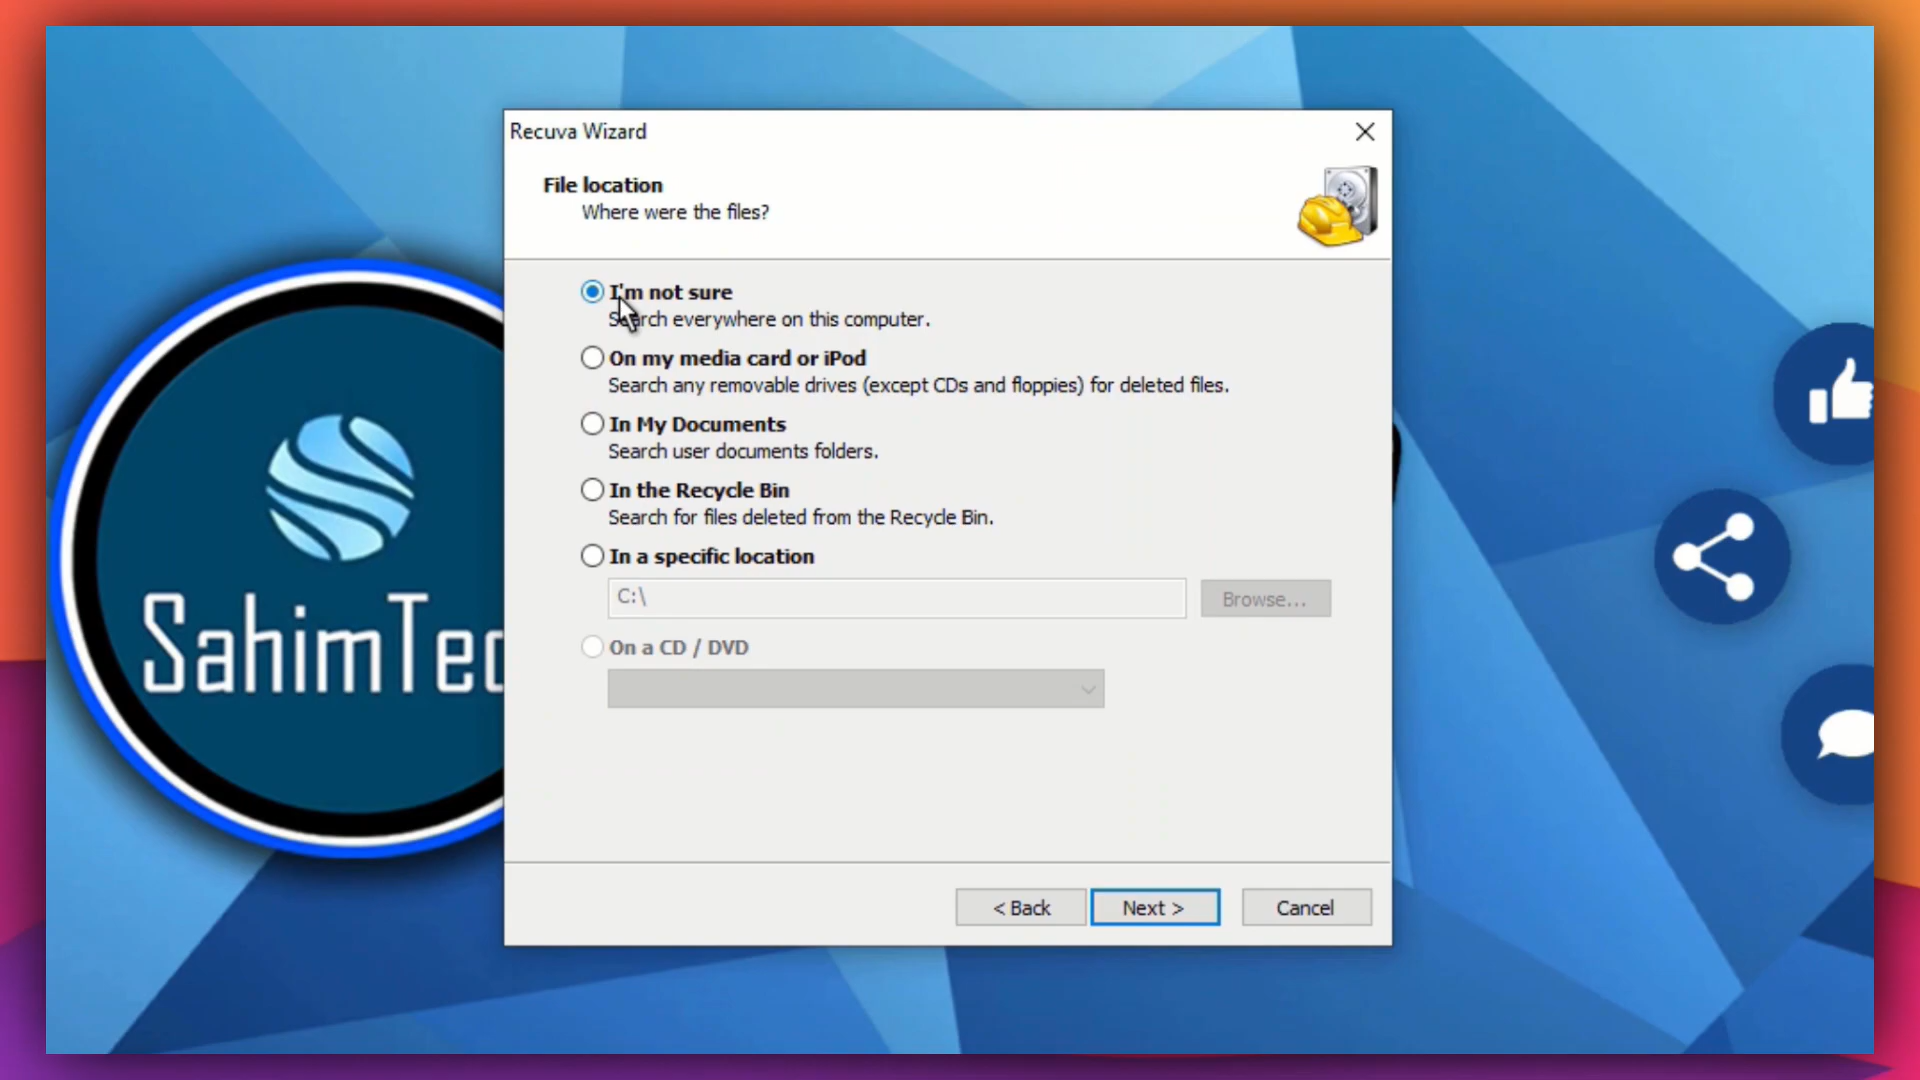 Recuva Wizard
File location
Where were the files?
I'm not sure
Search everywhere on this computer.
On my media card or iPod
Search any removable drives (except CDs and floppies) for deleted files.
In My Documents
Search user documents folders.
In the Recycle Bin
Search for files deleted from the Recycle Bin.
In a specific location
C:\
Browse...
On a CD / DVD
SahimTec
< Back
Next >
Cancel